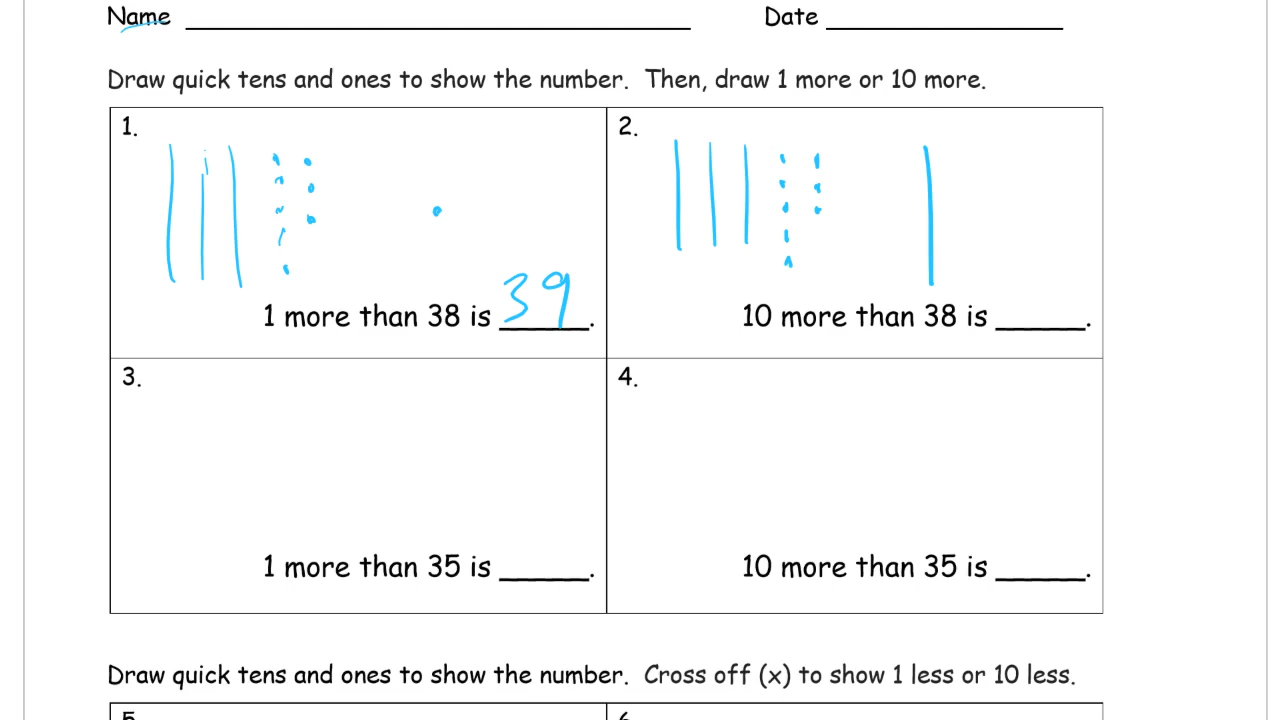 Name ____________ Date ____________
Draw quick tens and ones to show the number. Then, draw 1 more or 10 more.
1.
1 more than 38 is 39.
2.
10 more than 38 is ______.
3.
1 more than 35 is ______.
4.
10 more than 35 is ______.
Draw quick tens and ones to show the number. Cross off (x) to show 1 less or 10 less.